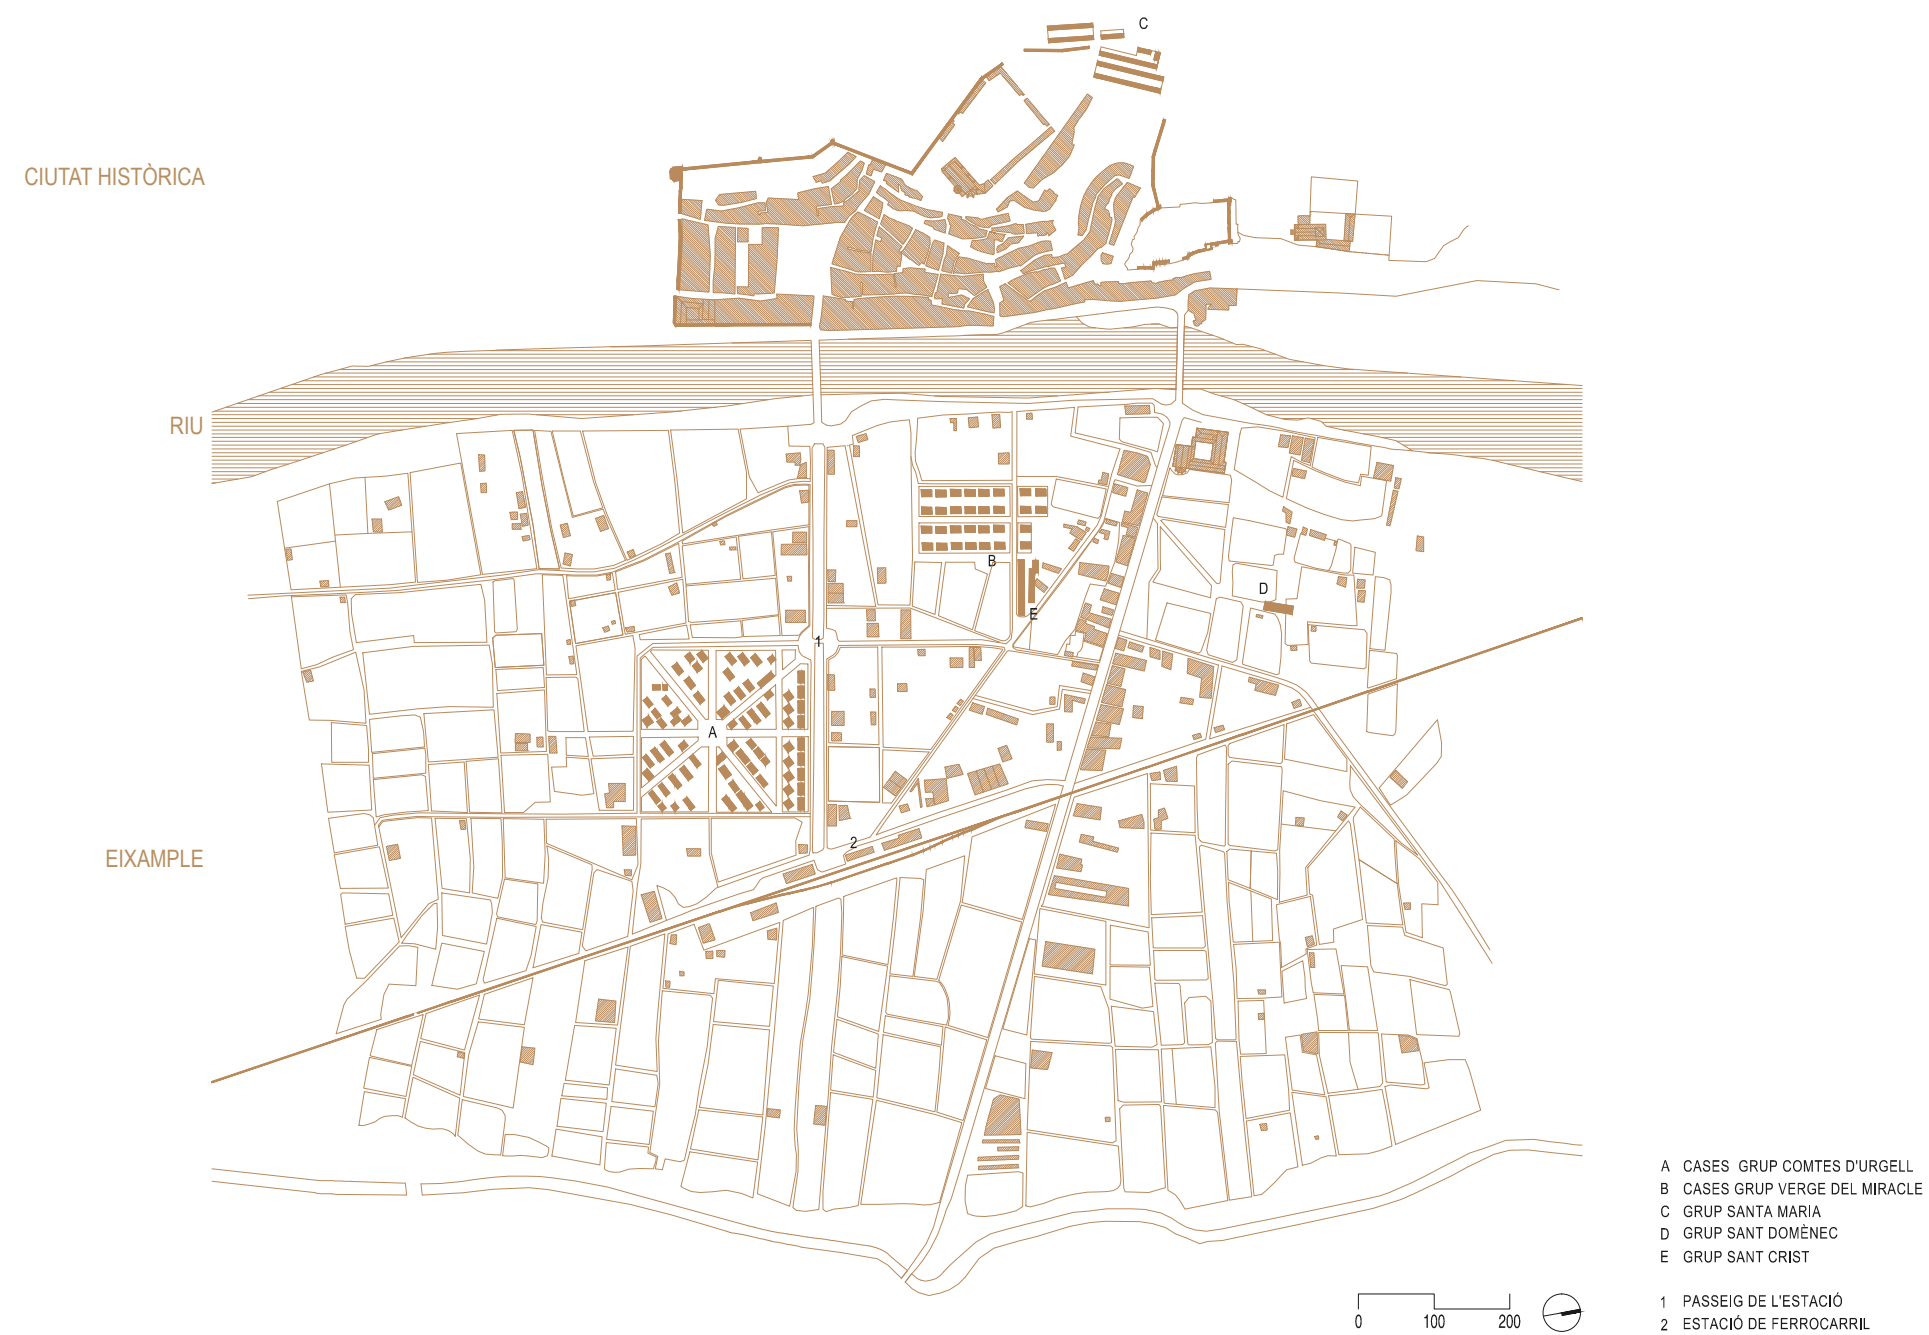 C
CIUTAT HISTÒRICA
RIU
B
D
E
1
A
2
EIXAMPLE
A CASES GRUP COMTES D'URGELL
B CASES GRUP VERGE DEL MIRACLE
C GRUP SANTA MARIA
D GRUP SANT DOMÈNEC
E GRUP SANT CRIST
1 PASSEIG DE L'ESTACIÓ
2 ESTACIÓ DE FERROCARRIL
0 100 200